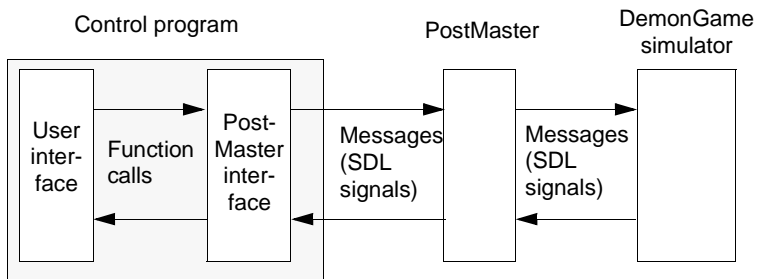 Control program
PostMaster
DemonGame
simulator
User
inter-
face
Function
calls
Post-
Master
inter-
face
Messages
(SDL
signals)
Messages
(SDL
signals)